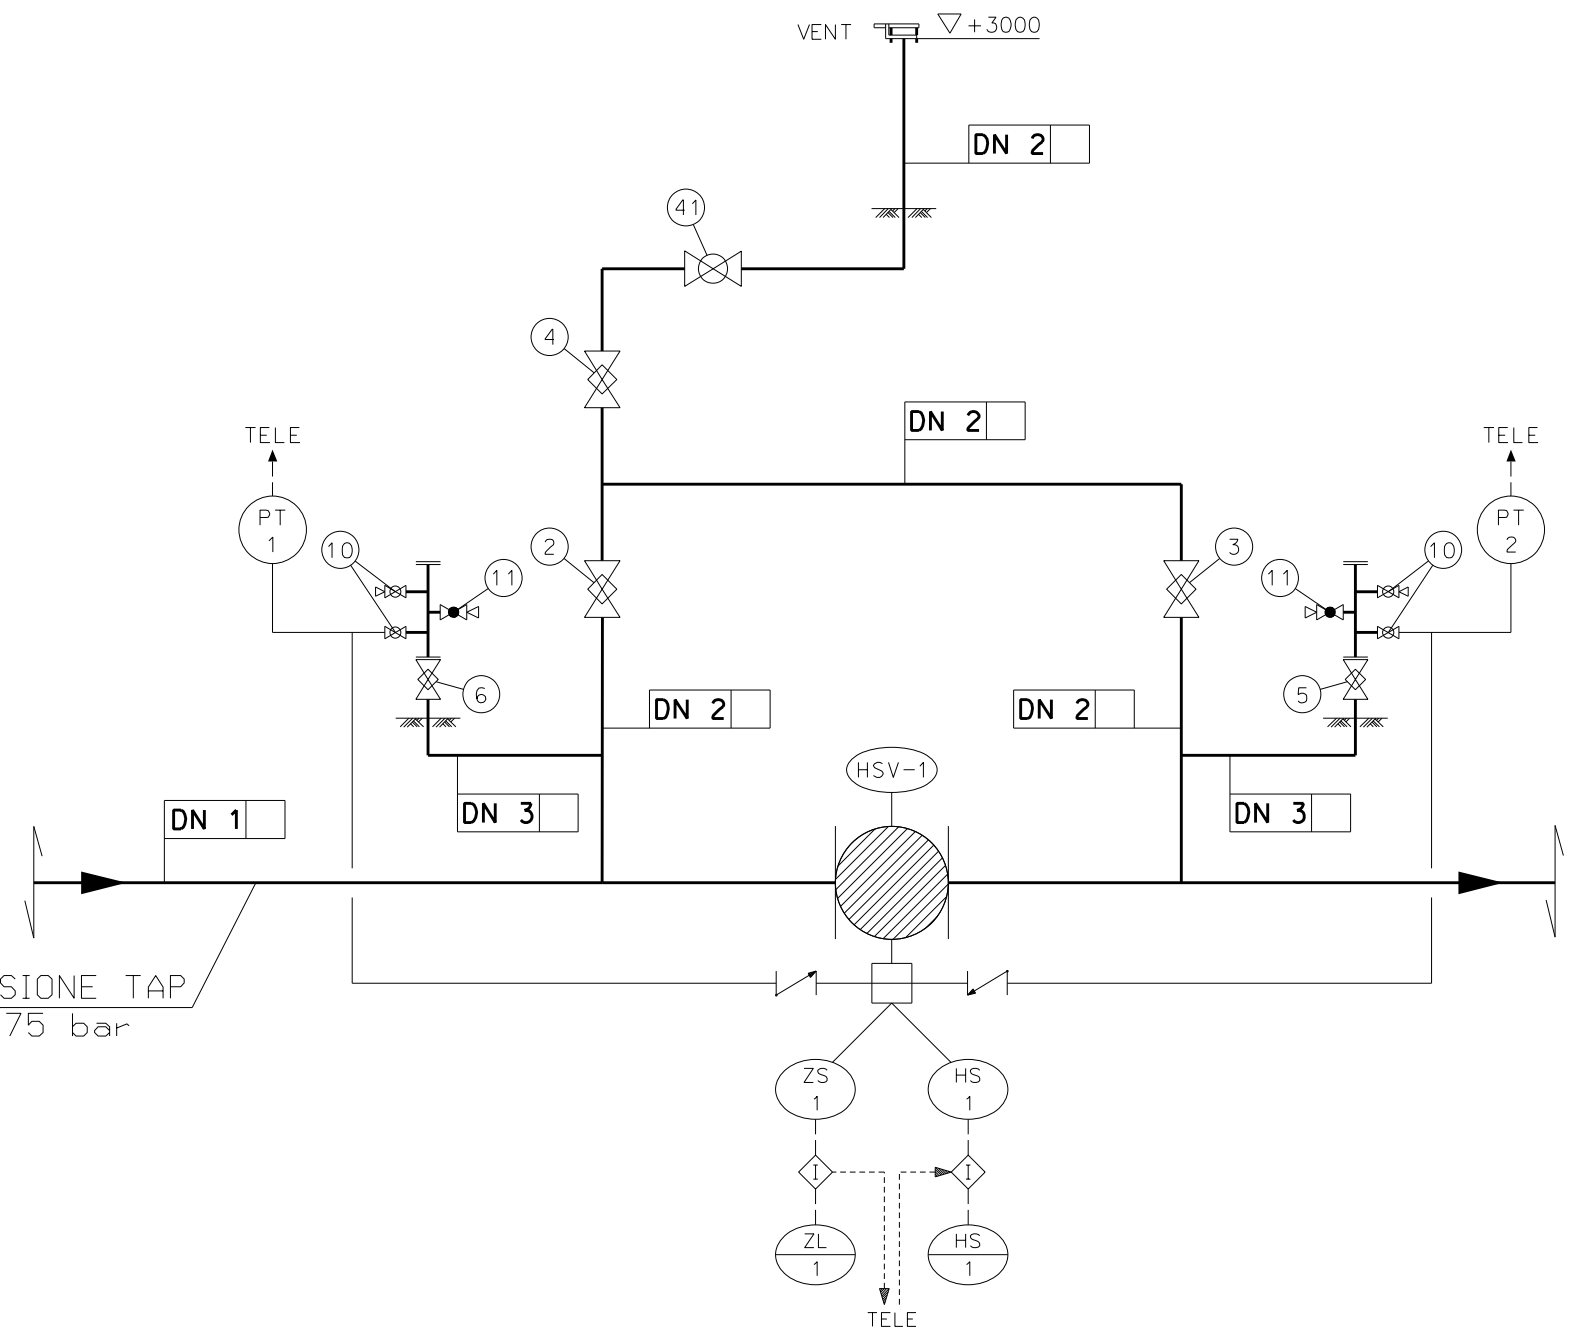 VENT
+3000
DN 2
41
4
DN 2
TELE
TELE
PT
1
PT
2
10
11
2
3
11
10
6
5
DN 2
DN 2
HSV-1
DN 3
DN 3
DN 1
SIONE TAP
75 bar
ZS
1
HS
1
I
I
ZL
1
HS
1
TELE